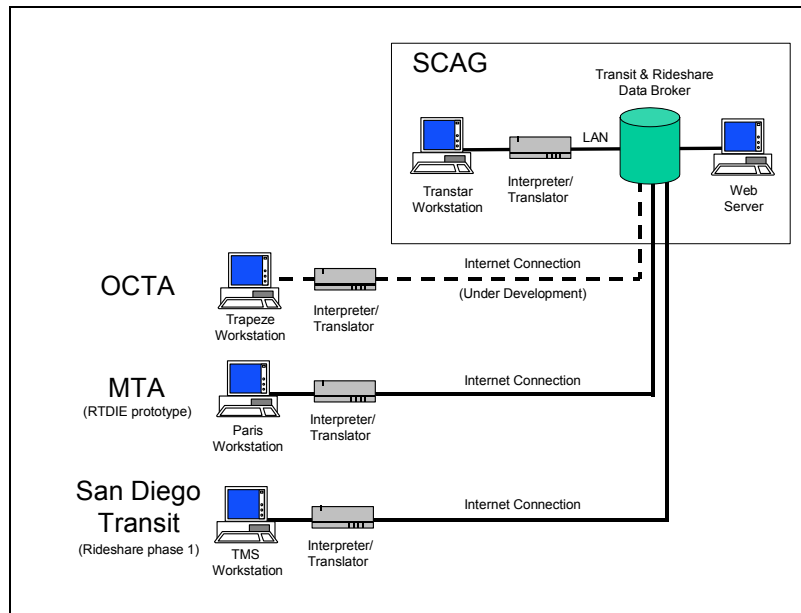 SCAG
Transit & Rideshare
Data Broker
LAN
Transtar
Workstation
Interpreter/
Translator
Web
Server
OCTA
Trapeze
Workstation
Interpreter/
Translator
Internet Connection
(Under Development)
MTA
(RTDIE prototype)
Paris
Workstation
Interpreter/
Translator
Internet Connection
San Diego
Transit
(Rideshare phase 1)
TMS
Workstation
Interpreter/
Translator
Internet Connection